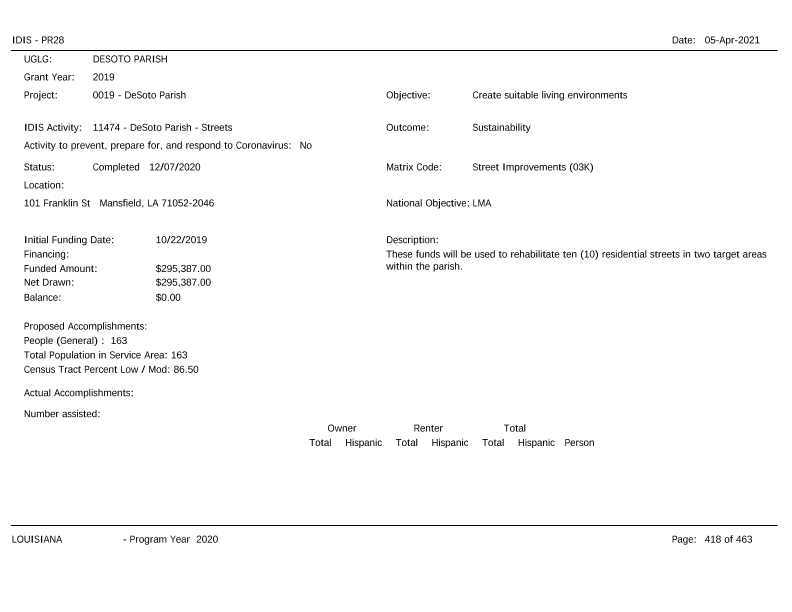 IDIS - PR28 Date: 05-Apr-2021
UGLG: DESOTO PARISH
Grant Year: 2019
Project: 0019 - DeSoto Parish Objective: Create suitable living environments
IDIS Activity: 11474 - DeSoto Parish - Streets Outcome: Sustainability
Activity to prevent, prepare for, and respond to Coronavirus: No
Status: Completed 12/07/2020 Matrix Code: Street Improvements (03K)
Location:
101 Franklin St Mansfield, LA 71052-2046 National Objective: LMA
Initial Funding Date: 10/22/2019 Description:
Financing: These funds will be used to rehabilitate ten (10) residential streets in two target areas
within the parish.
Funded Amount: $295,387.00
Net Drawn: $295,387.00
Balance: $0.00
Proposed Accomplishments:
People (General) : 163
Total Population in Service Area: 163
Census Tract Percent Low / Mod: 86.50
Actual Accomplishments:
Number assisted:
Owner Renter Total
Total Hispanic Total Hispanic Total Hispanic Person
LOUISIANA - Program Year 2020 Page: 418 of 463